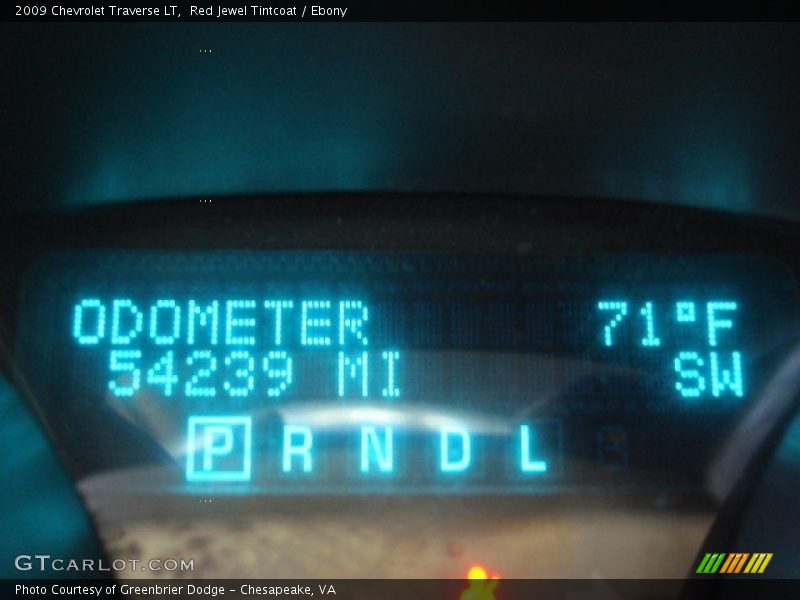 2009 Chevrolet Traverse LT,  Red Jewel Tintcoat / Ebony
ODOMETER 71°F
54239 MI SW
P R N D L
GTCARLOT.COM
Photo Courtesy of Greenbrier Dodge – Chesapeake, VA